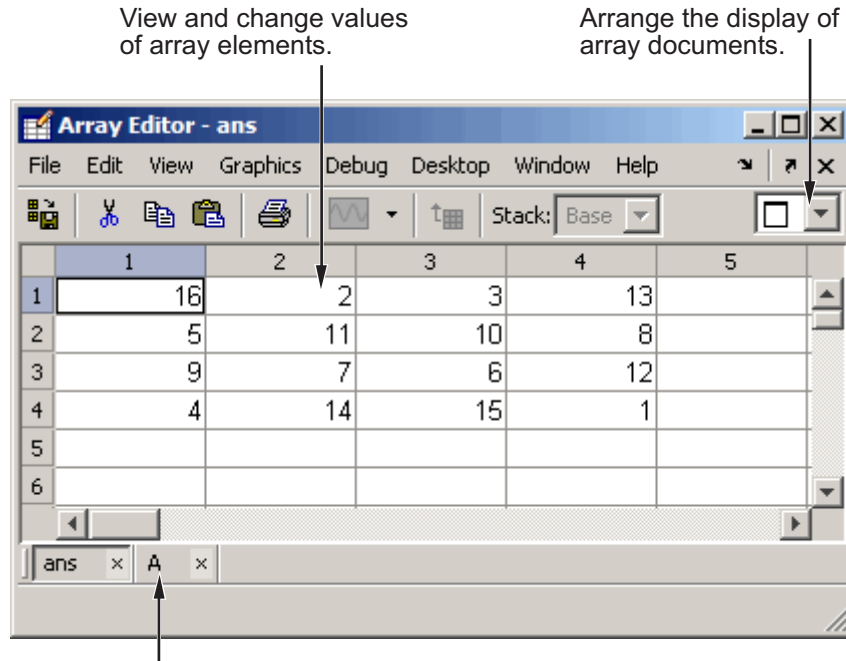 View and change values
of array elements.
Arrange the display of
array documents.
Array Editor - ans
File Edit View Graphics Debug Desktop Window Help
Stack: Base
1 2 3 4 5
1 16 2 3 13
2 5 11 10 8
3 9 7 6 12
4 4 14 15 1
5
6
ans × A ×